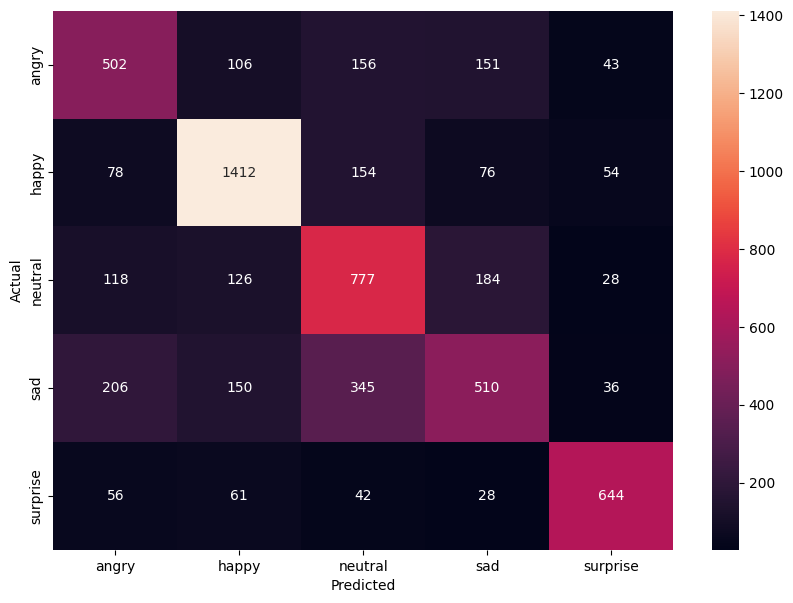 angry 502 106 156 151 43
happy 78 1412 154 76 54
neutral 118 126 777 184 28
sad 206 150 345 510 36
surprise 56 61 42 28 644
Actual
angry happy neutral sad surprise
Predicted
1400
1200
1000
800
600
400
200